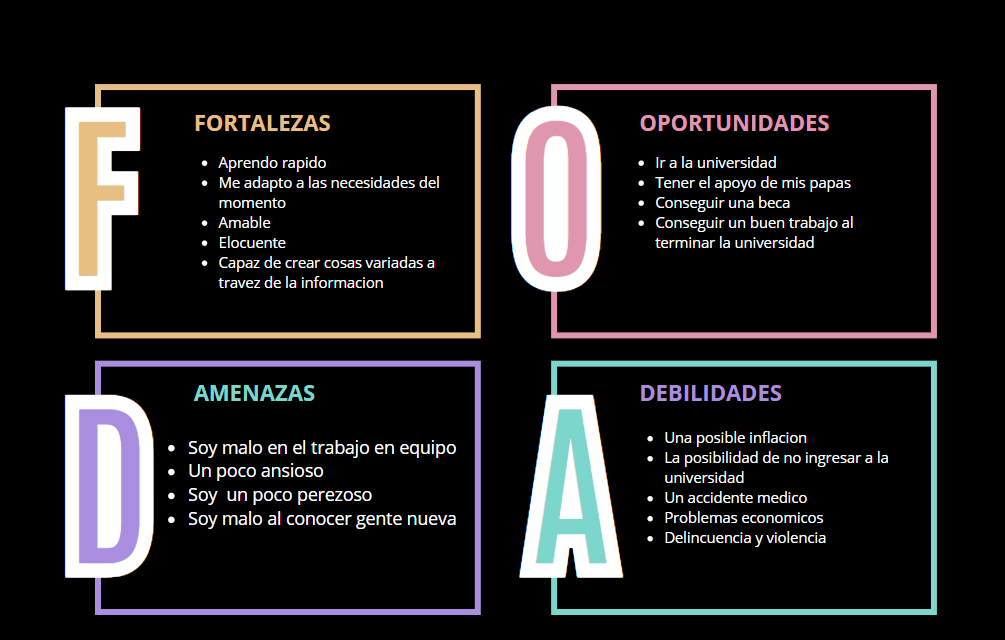 F
FORTALEZAS
Aprendo rapido
Me adapto a las necesidades del
momento
Amable
Elocuente
Capaz de crear cosas variadas a
travez de la informacion
O
OPORTUNIDADES
Ir a la universidad
Tener el apoyo de mis papas
Conseguir una beca
Conseguir un buen trabajo al
terminar la universidad
D
AMENAZAS
Soy malo en el trabajo en equipo
Un poco ansioso
Soy un poco perezoso
Soy malo al conocer gente nueva
A
DEBILIDADES
Una posible inflacion
La posibilidad de no ingresar a la
universidad
Un accidente medico
Problemas economicos
Delincuencia y violencia